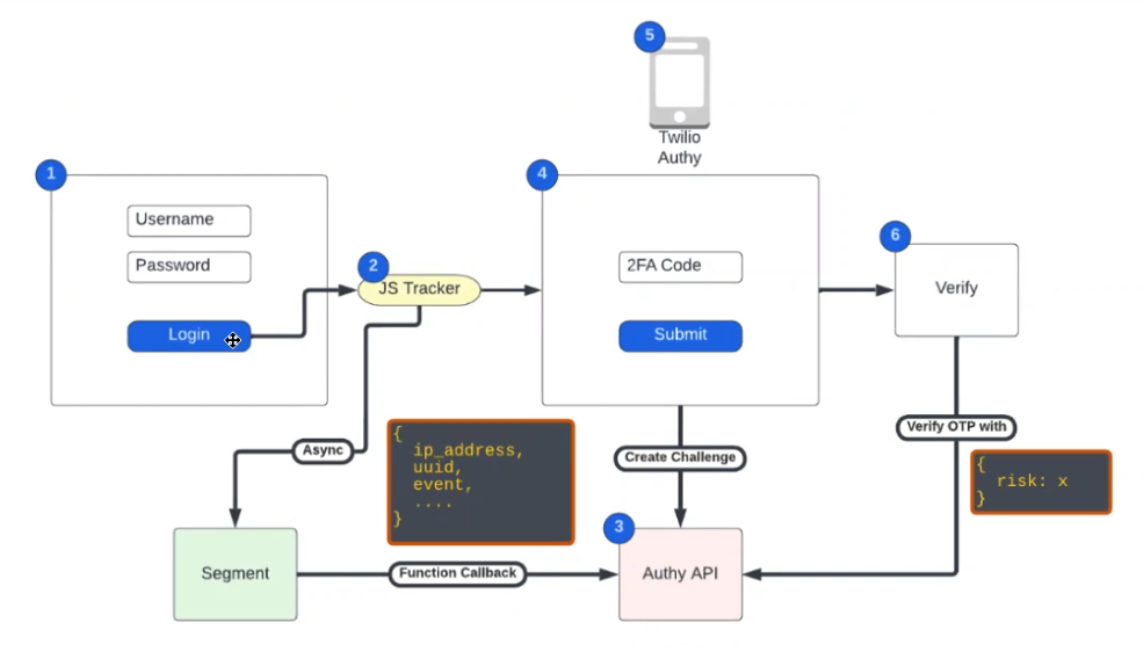 5
Twilio
Authy
1
Username
Password
Login
2
JS Tracker
4
2FA Code
Submit
6
Verify
Async
{
ip_address,
uuid,
event,
....
}
Create Challenge
Verify OTP with
{
risk: x
}
Segment
Function Callback
3
Authy API